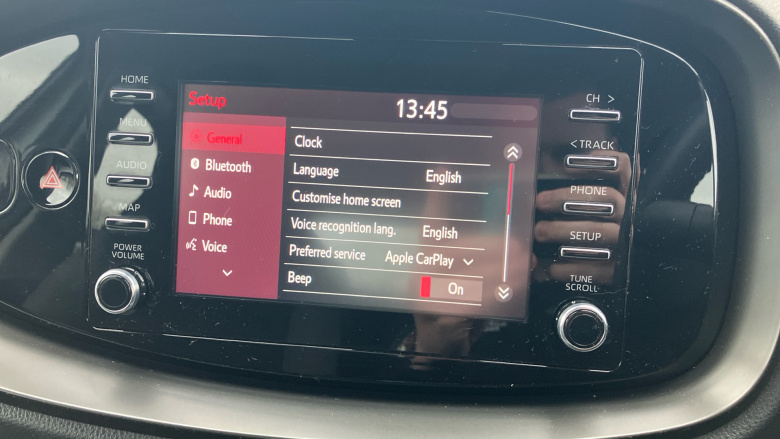 HOME
MENU
AUDIO
MAP
POWER
VOLUME
Setup
13:45
General
Bluetooth
Audio
Phone
Voice
Clock
Language English
Customise home screen
Voice recognition lang. English
Preferred service Apple CarPlay
Beep On
CH >
< TRACK
PHONE
SETUP
TUNE
SCROLL